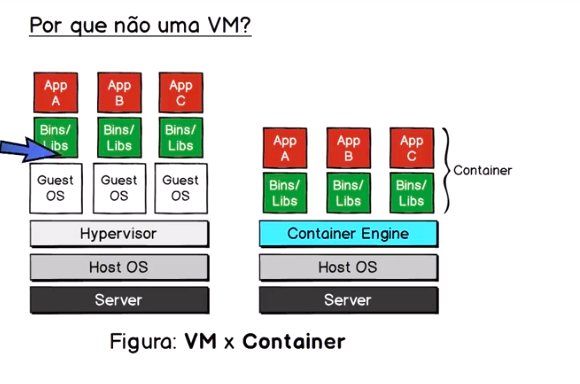 Por que não uma VM?
App
A
App
B
App
C
Bins/
Libs
Bins/
Libs
Bins/
Libs
Guest
OS
Guest
OS
Guest
OS
Hypervisor
Host OS
Server
App
A
App
B
App
C
Bins/
Libs
Bins/
Libs
Bins/
Libs
Container
Container Engine
Host OS
Server
Figura: VM x Container